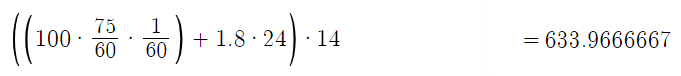 ((100 · 75/60 · 1/60) + 1.8 · 24) · 14 = 633.9666667